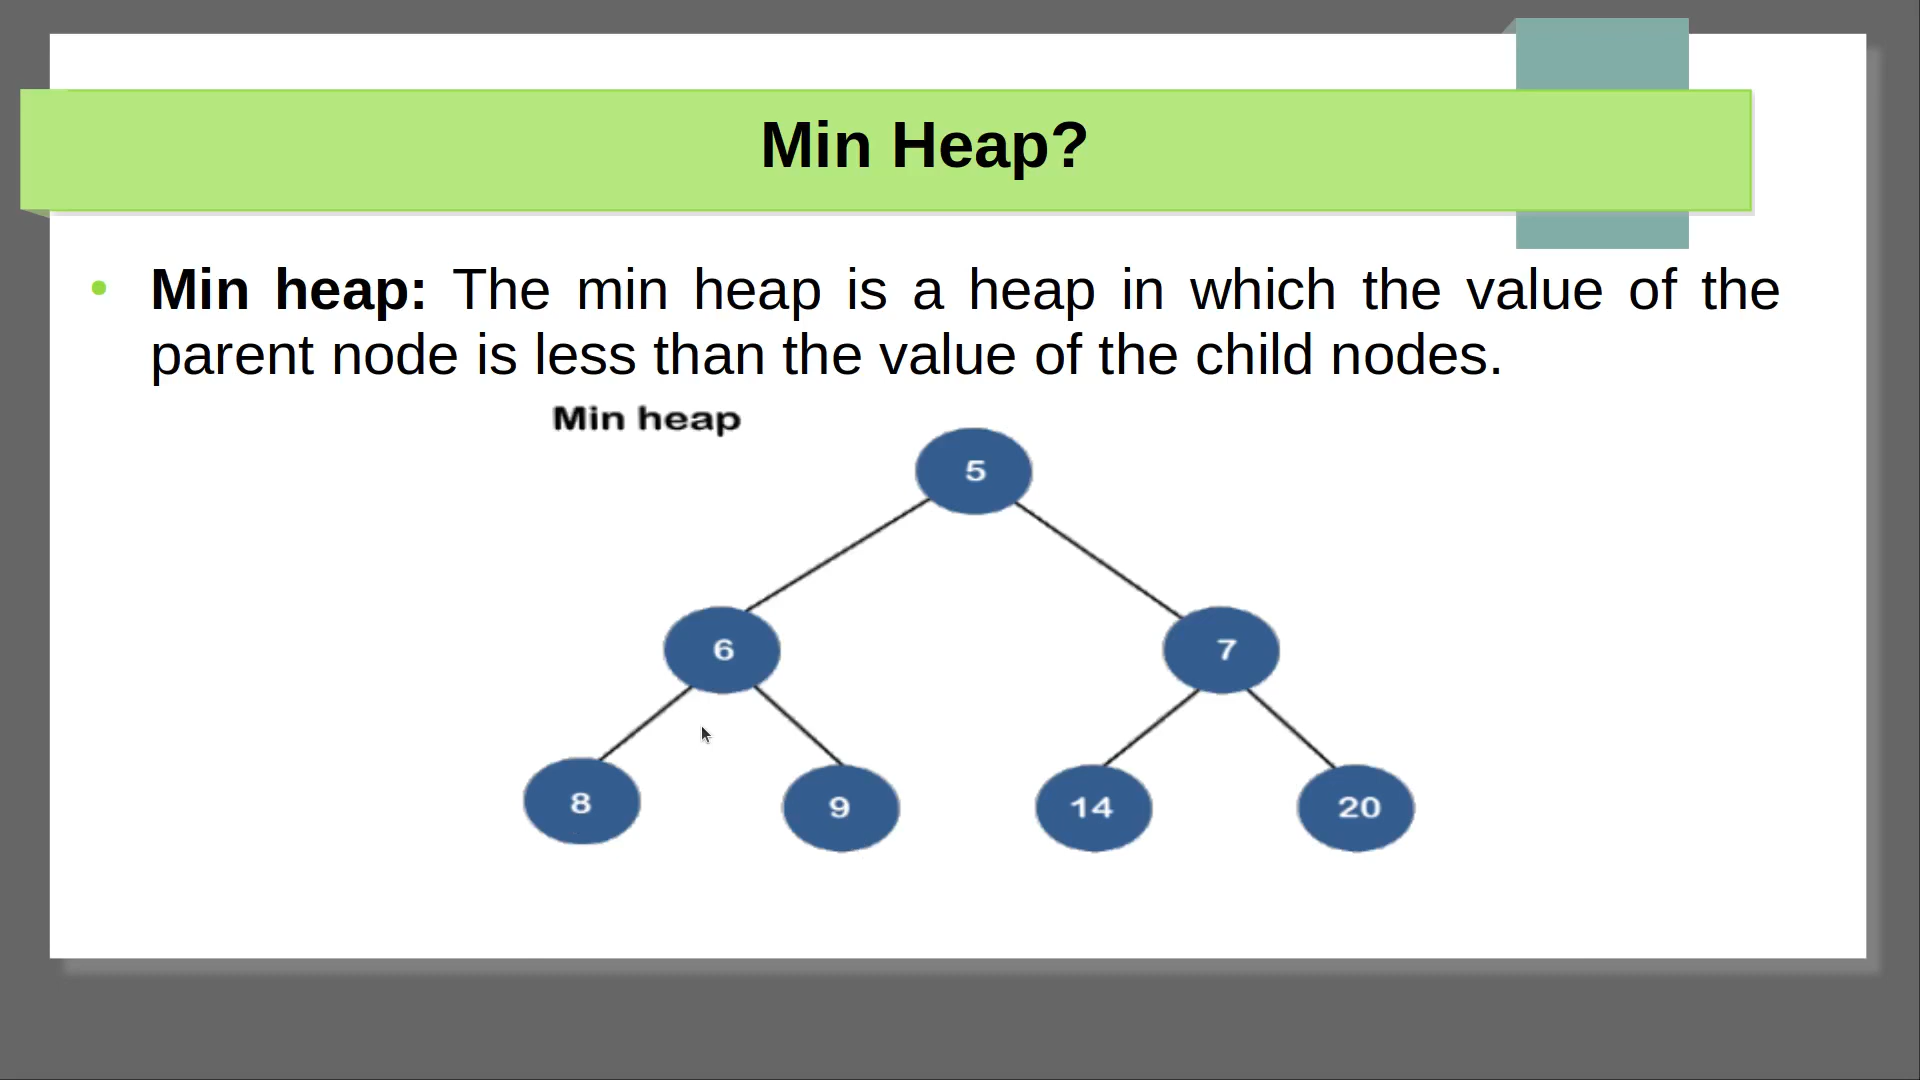 Min Heap?
Min heap: The min heap is a heap in which the value of the
parent node is less than the value of the child nodes.
Min heap
5
6 7
8 9 14 20